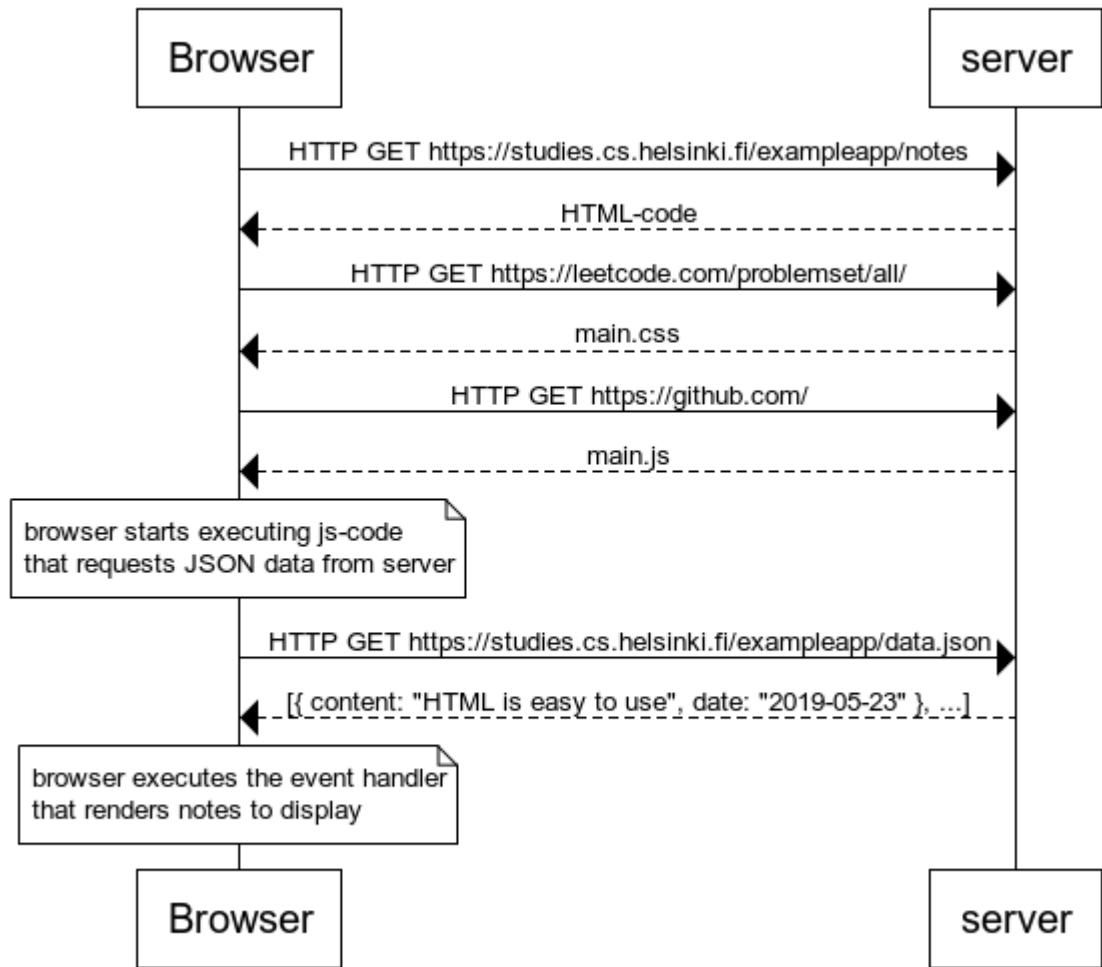 Browser
server
HTTP GET https://studies.cs.helsinki.fi/exampleapp/notes
HTML-code
HTTP GET https://leetcode.com/problemset/all/
main.css
HTTP GET https://github.com/
main.js
browser starts executing js-code
that requests JSON data from server
HTTP GET https://studies.cs.helsinki.fi/exampleapp/data.json
[{ content: "HTML is easy to use", date: "2019-05-23" }, ...]
browser executes the event handler
that renders notes to display
Browser
server